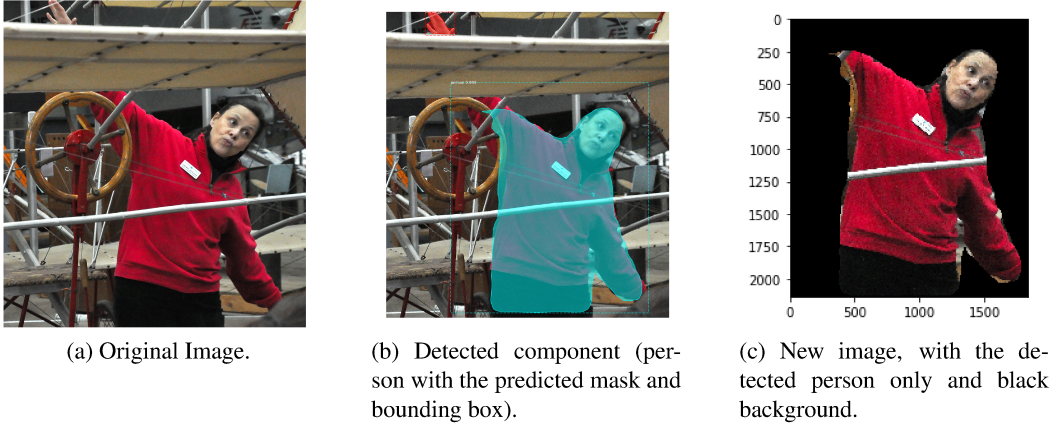 0
250
500
750
1000
1250
1500
1750
2000
0
500
1000
1500
(a) Original Image.
(b) Detected component (per-
son with the predicted mask and
bounding box).
(c) New image, with the de-
tected person only and black
background.